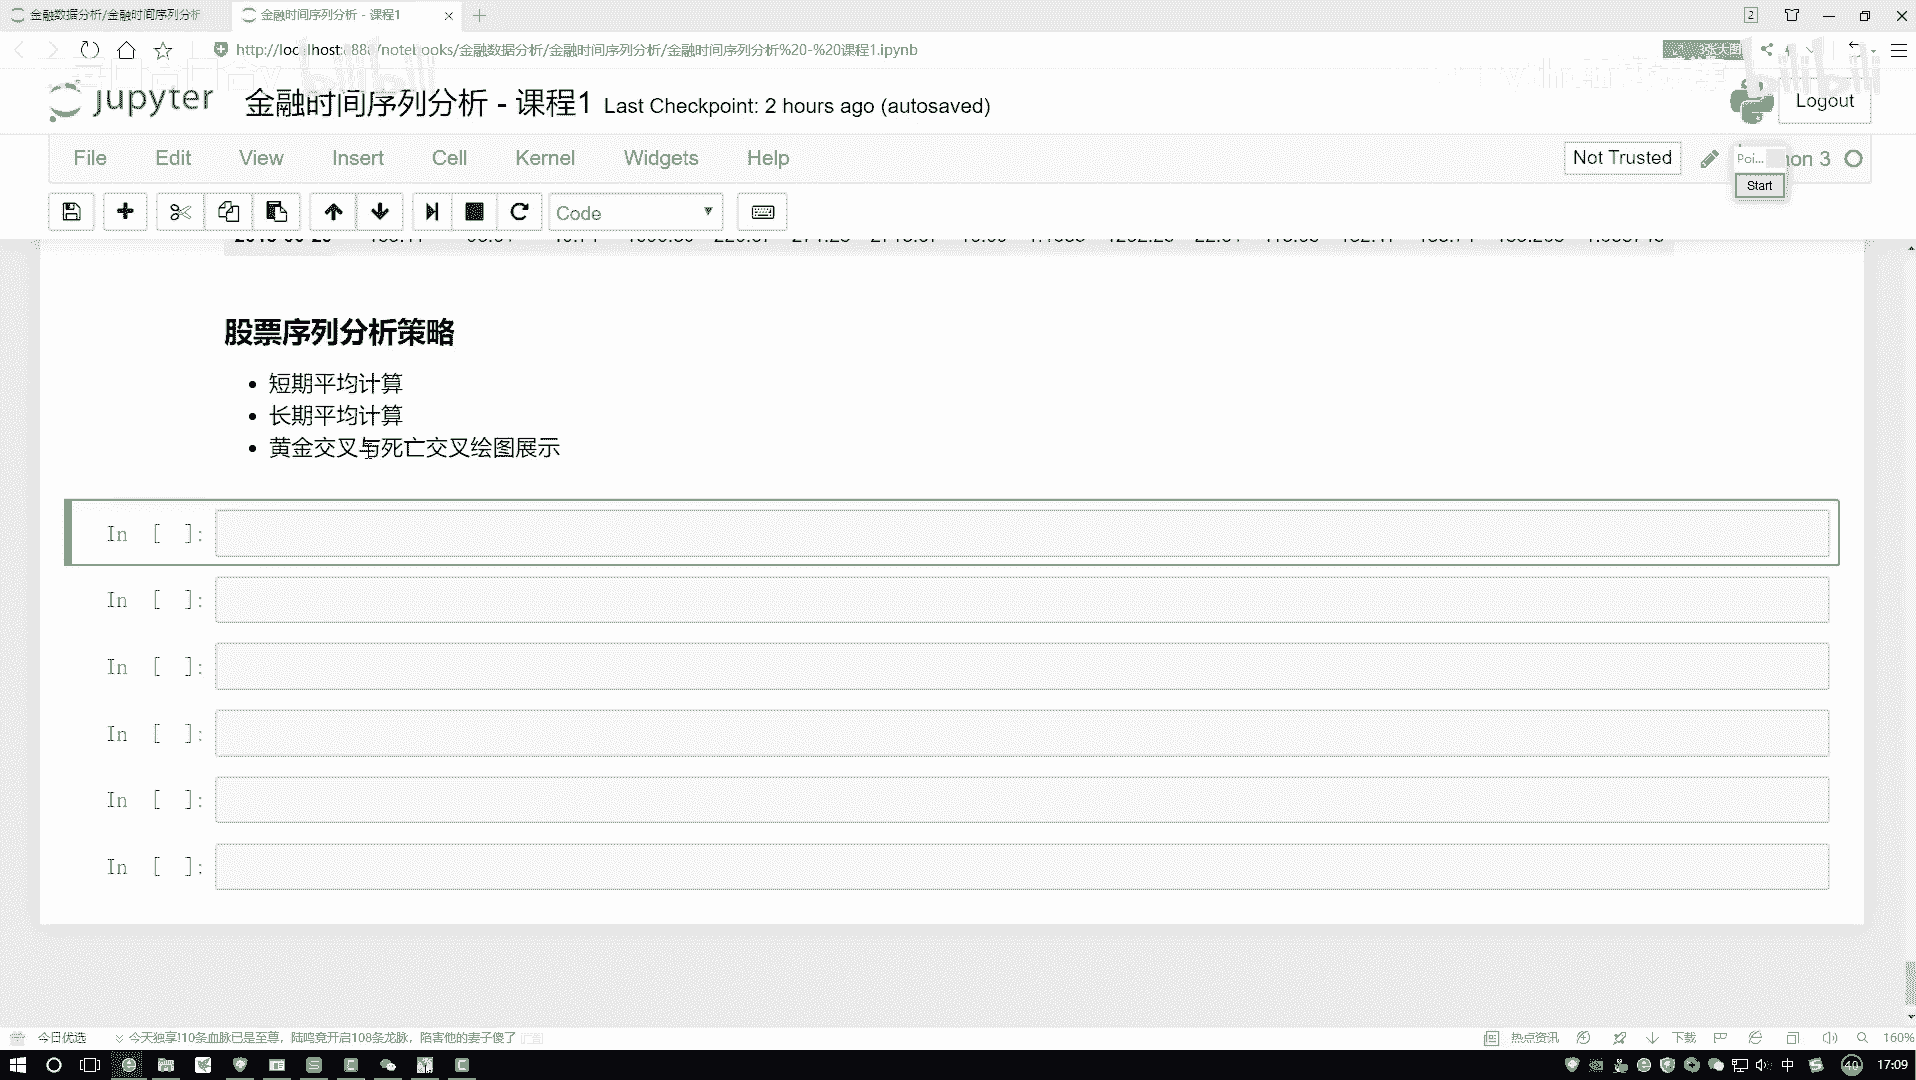 金融数据分析/金融时间序列分析
金融时间序列分析 - 课程1
2
/notebooks/金融数据分析/金融时间序列分析/金融时间序列分析%20-%20课程1.ipynb
3张大图
bilibili
bilibili
jupyter
金融时间序列分析 - 课程1 Last Checkpoint: 2 hours ago (autosaved)
Logout
File Edit View Insert Cell Kernel Widgets Help
Not Trusted
Poi...
3
Start
Code
股票序列分析策略
• 短期平均计算
• 长期平均计算
• 黄金交叉与死亡交叉绘图展示
In [ ]:
In [ ]:
In [ ]:
In [ ]:
In [ ]:
In [ ]:
今日优选
今天独享!10条血脉已是至尊，陆鸣竟开启108条龙脉，陷害他的妻子傻了
热点资讯
下载
160%
中
40
17:09